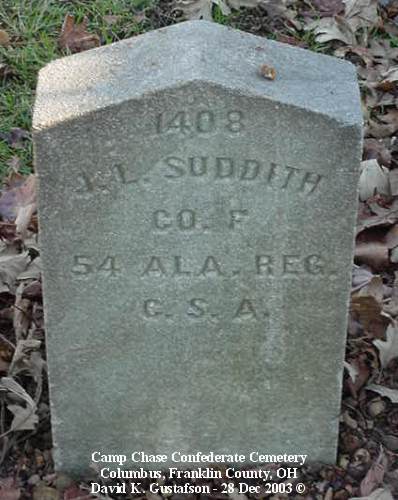 1408
J. L. SUDDITH
CO. F
54 ALA. REG.
C. S. A.
Camp Chase Confederate Cemetery
Columbus, Franklin County, OH
David K. Gustafson - 28 Dec 2003 ©